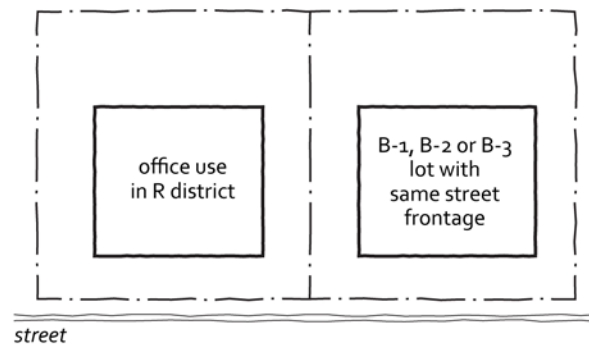 office use
in R district
B-1, B-2 or B-3
lot with
same street
frontage
street